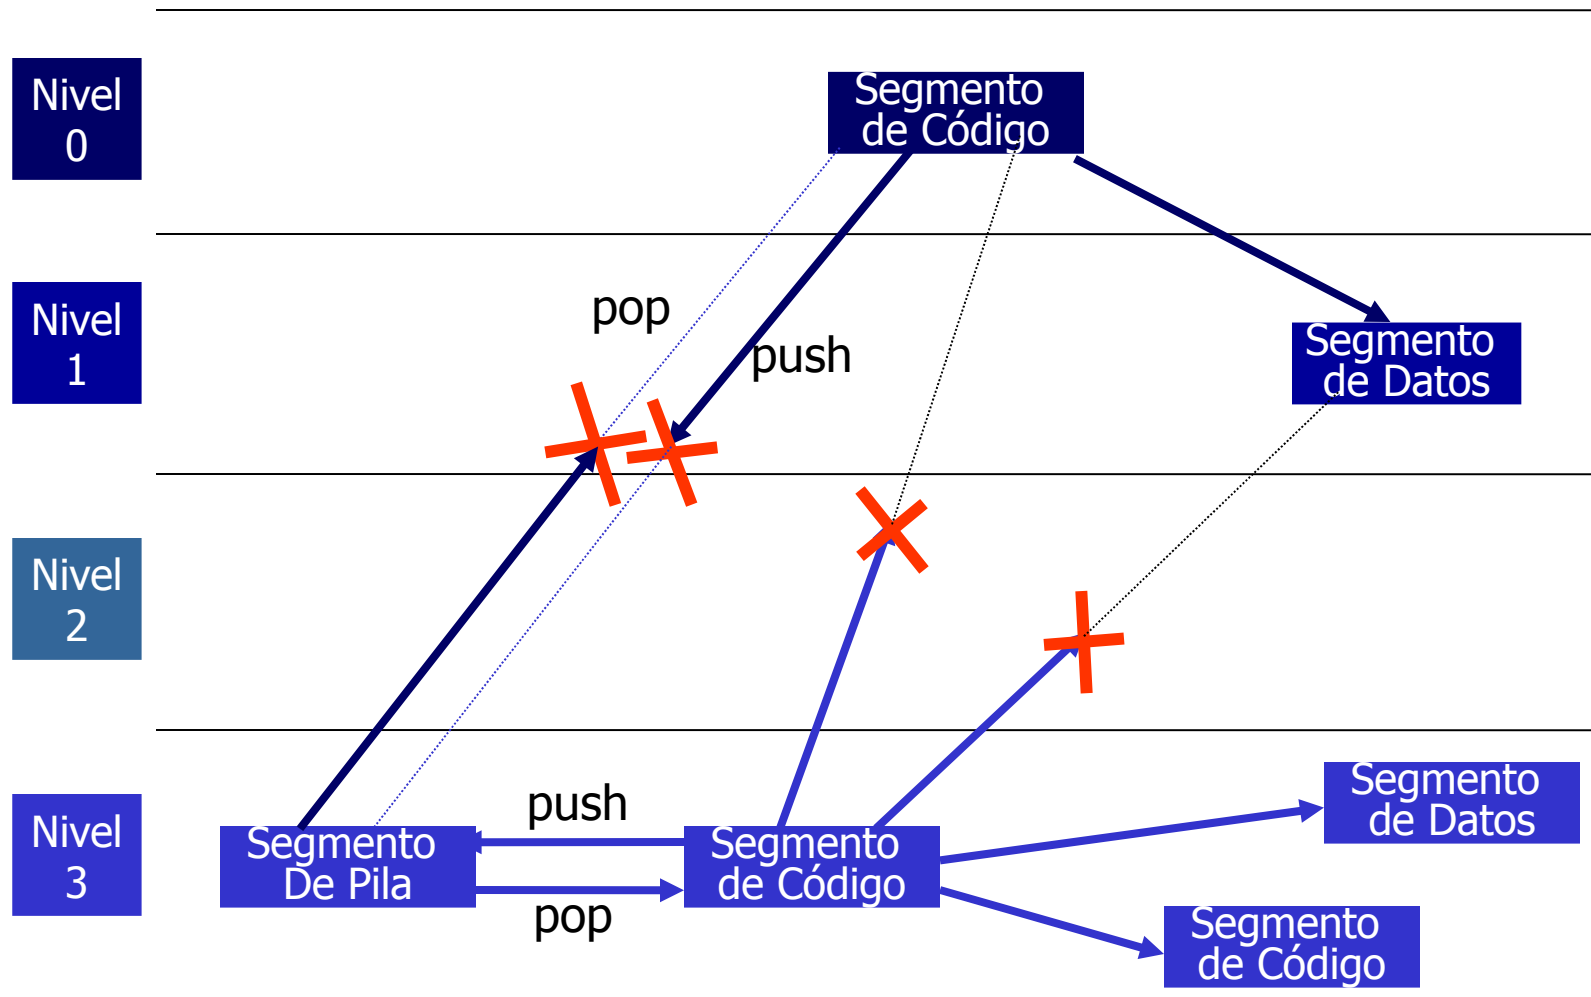 Nivel
0
Segmento
de Código
Nivel
1
pop
push
Segmento
de Datos
Nivel
2
Nivel
3
push
Segmento
De Pila
pop
Segmento
de Código
Segmento
de Datos
Segmento
de Código